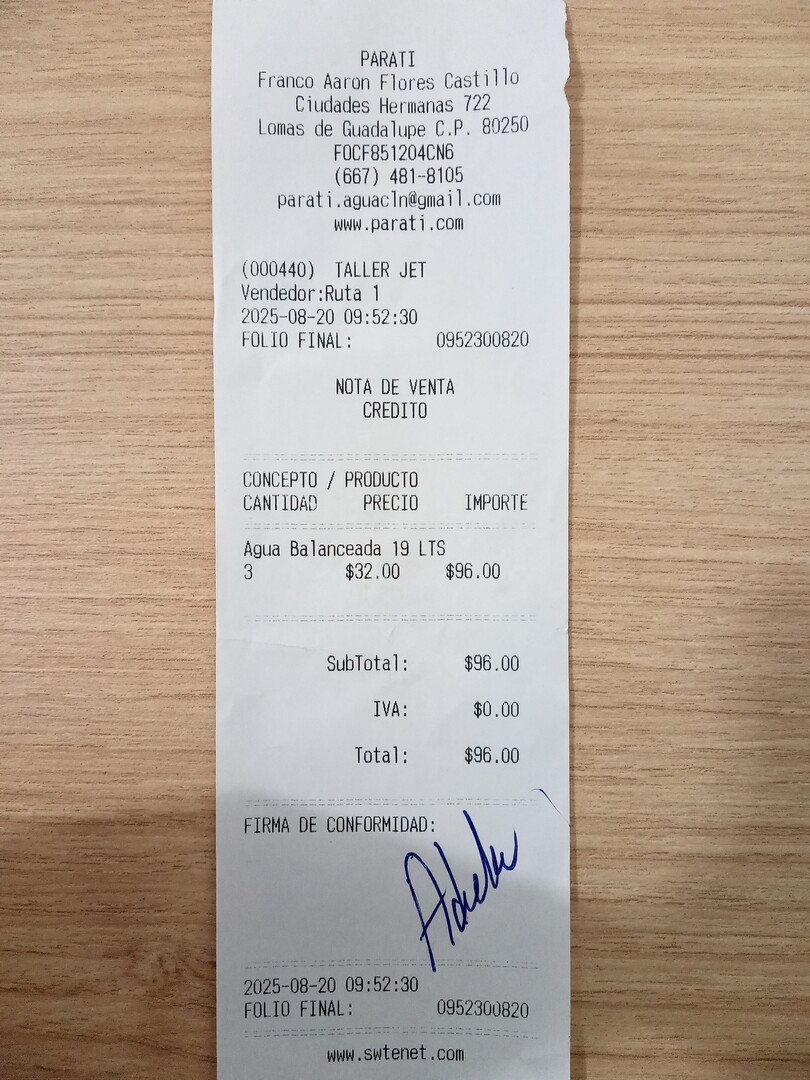 PARATI
Franco Aaron Flores Castillo
Ciudades Hermanas 722
Lomas de Guadalupe C.P. 80250
FOCF851204CN6
(667) 481-8105
parati.aguacln@gmail.com
www.parati.com
(000440) TALLER JET
Vendedor:Ruta 1
2025-08-20 09:52:30
FOLIO FINAL: 0952300820
NOTA DE VENTA
CREDITO
CONCEPTO / PRODUCTO
CANTIDAD PRECIO IMPORTE
Agua Balanceada 19 LTS
3 $32.00 $96.00
SubTotal: $96.00
IVA: $0.00
Total: $96.00
FIRMA DE CONFORMIDAD:
2025-08-20 09:52:30
FOLIO FINAL: 0952300820
www.swtenet.com